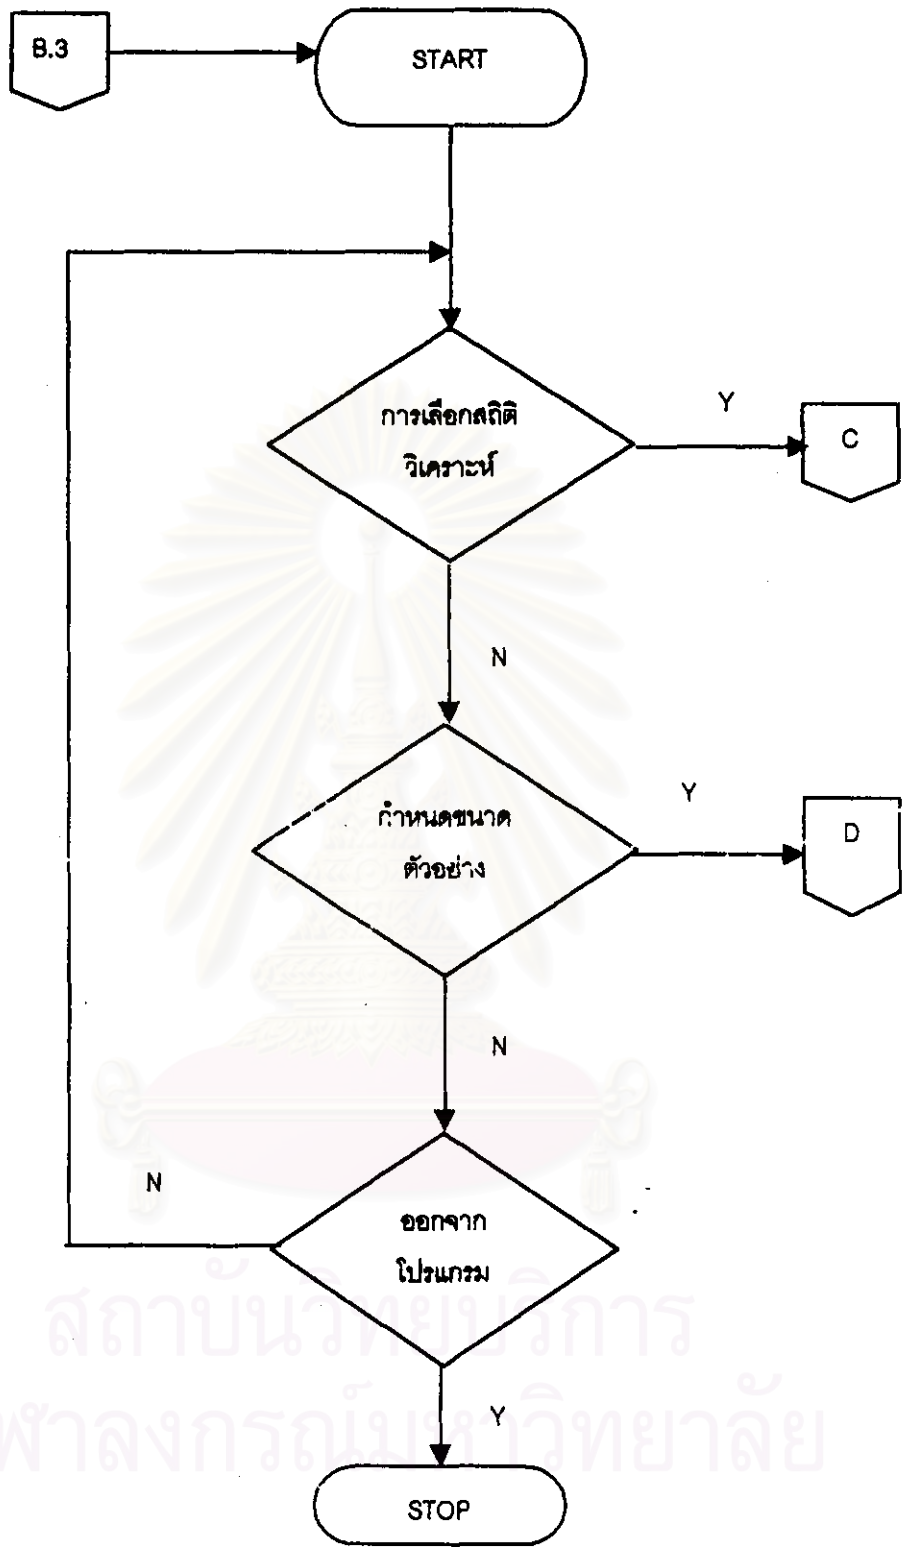 B.3
START
การเลือกสถิติ
วิเคราะห์
Y
C
N
กำหนดขนาด
ตัวอย่าง
Y
D
N
ออกจาก
โปรแกรม
N
Y
STOP
สถาบันวิทยบริการ
ฬาลงกรณ์มหาวิทยาลัย